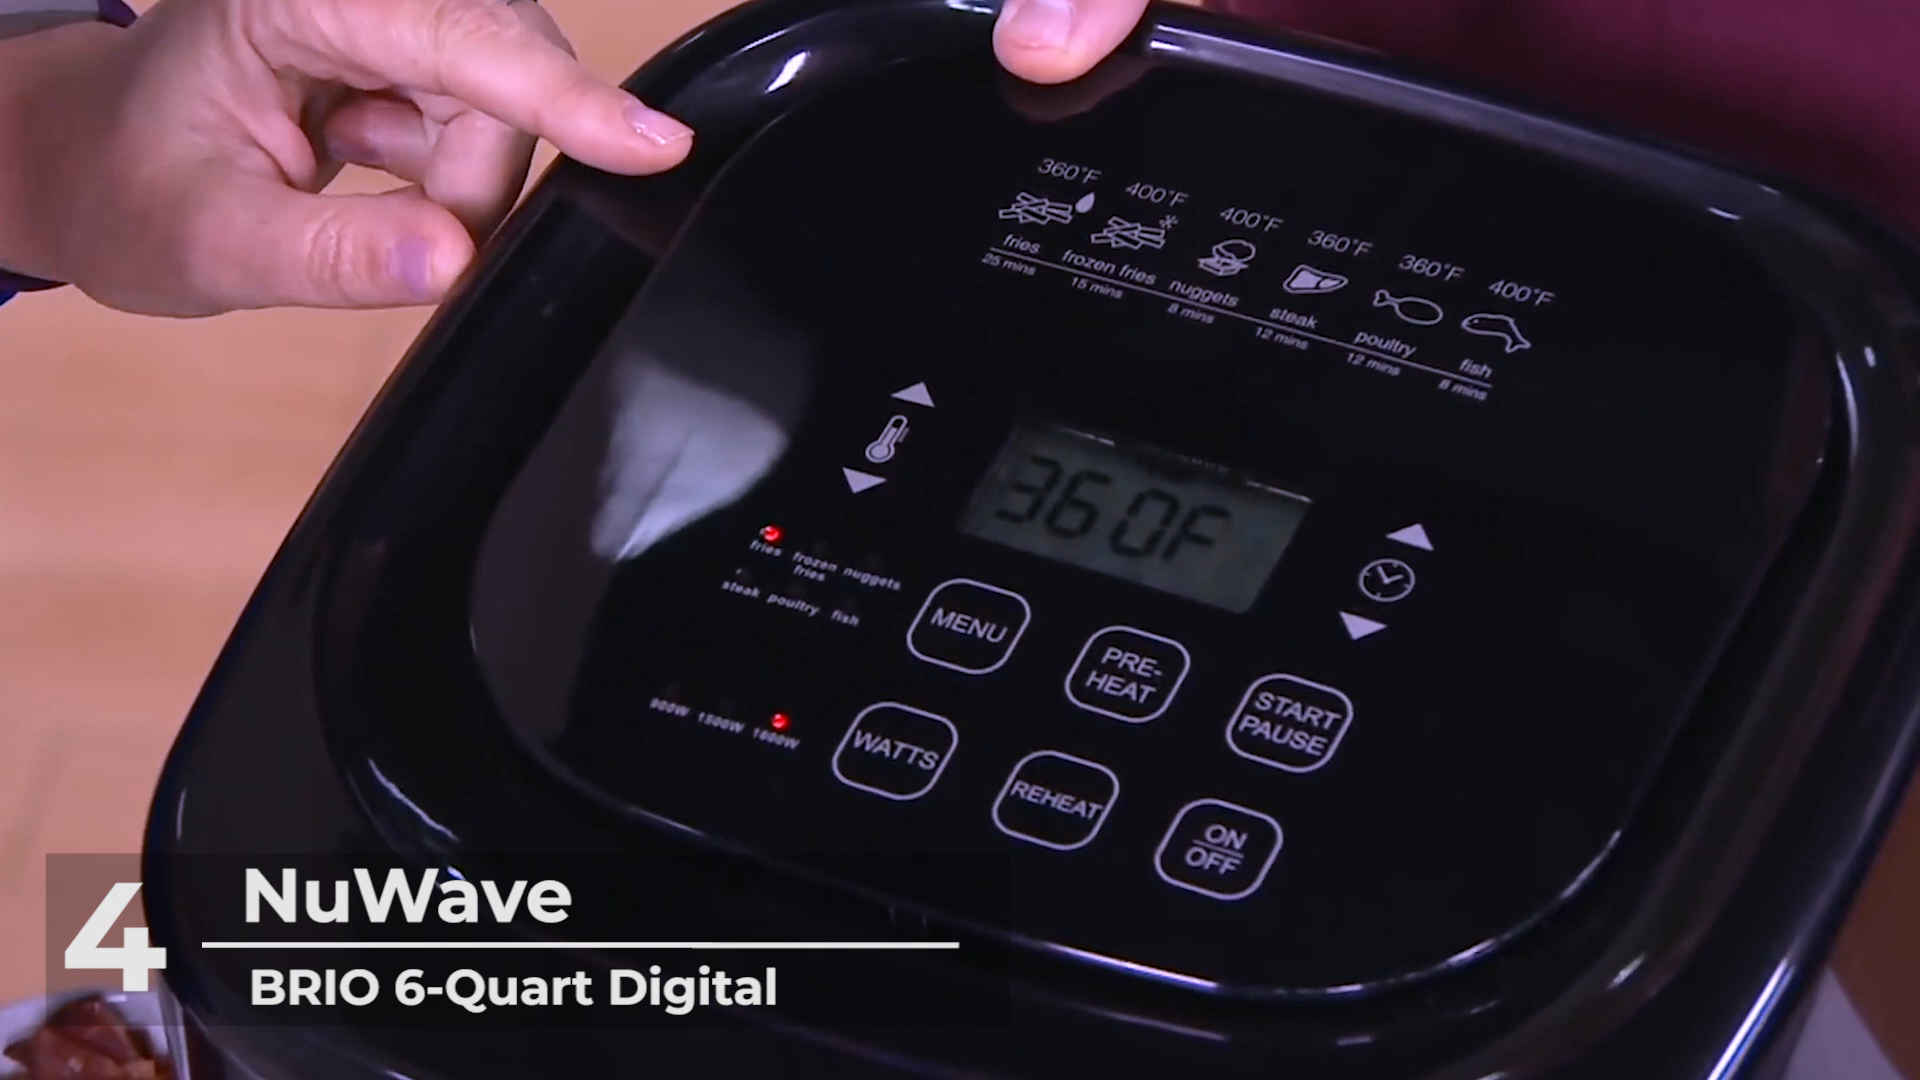 360°F 400°F 400°F 360°F 360°F 400°F
fries frozen fries nuggets steak poultry fish
25 mins 15 mins 8 mins 12 mins 12 mins 8 mins
360F
fries frozen fries nuggets
steak poultry fish
MENU
PRE-
HEAT
START
PAUSE
900W 1500W 1800W
WATTS
REHEAT
ON
OFF
4
NuWave
BRIO 6-Quart Digital